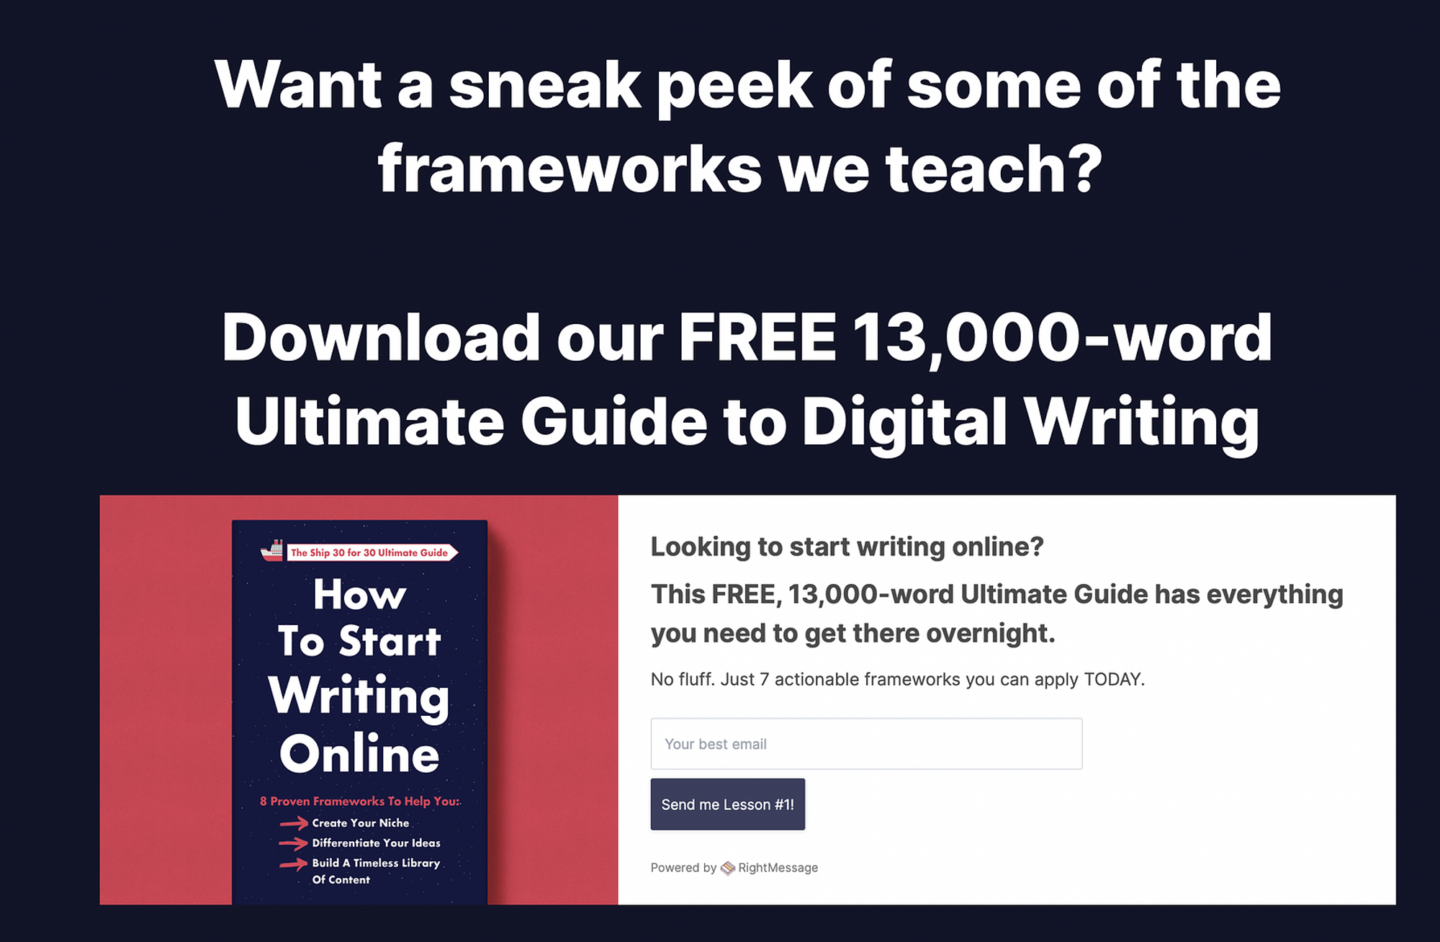 Want a sneak peek of some of the
frameworks we teach?
Download our FREE 13,000-word
Ultimate Guide to Digital Writing
The Ship 30 for 30 Ultimate Guide
How
To Start
Writing
Online
8 Proven Frameworks To Help You:
Create Your Niche
Differentiate Your Ideas
Build A Timeless Library
Of Content
Looking to start writing online?
This FREE, 13,000-word Ultimate Guide has everything
you need to get there overnight.
No fluff. Just 7 actionable frameworks you can apply TODAY.
Your best email
Send me Lesson #1!
Powered by RightMessage